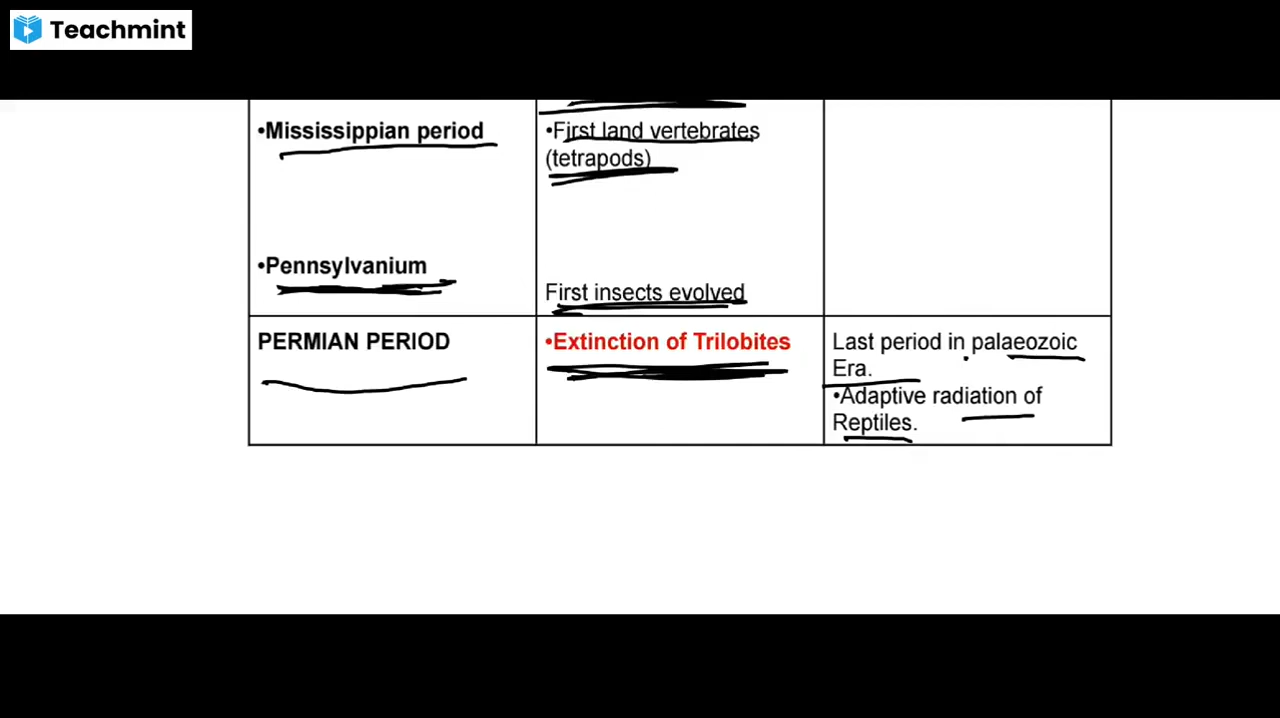 Teachmint
•Mississippian period
•First land vertebrates
(tetrapods)
•Pennsylvanium
First insects evolved
PERMIAN PERIOD
•Extinction of Trilobites
Last period in palaeozoic
Era.
•Adaptive radiation of
Reptiles.